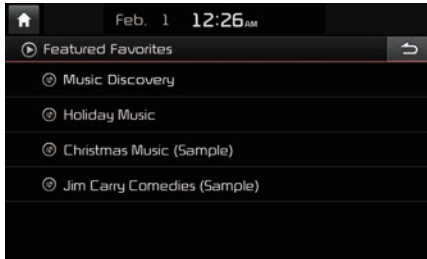 Feb. 1 12:26AM
Featured Favorites
Music Discovery
Holiday Music
Christmas Music (Sample)
Jim Carry Comedies (Sample)